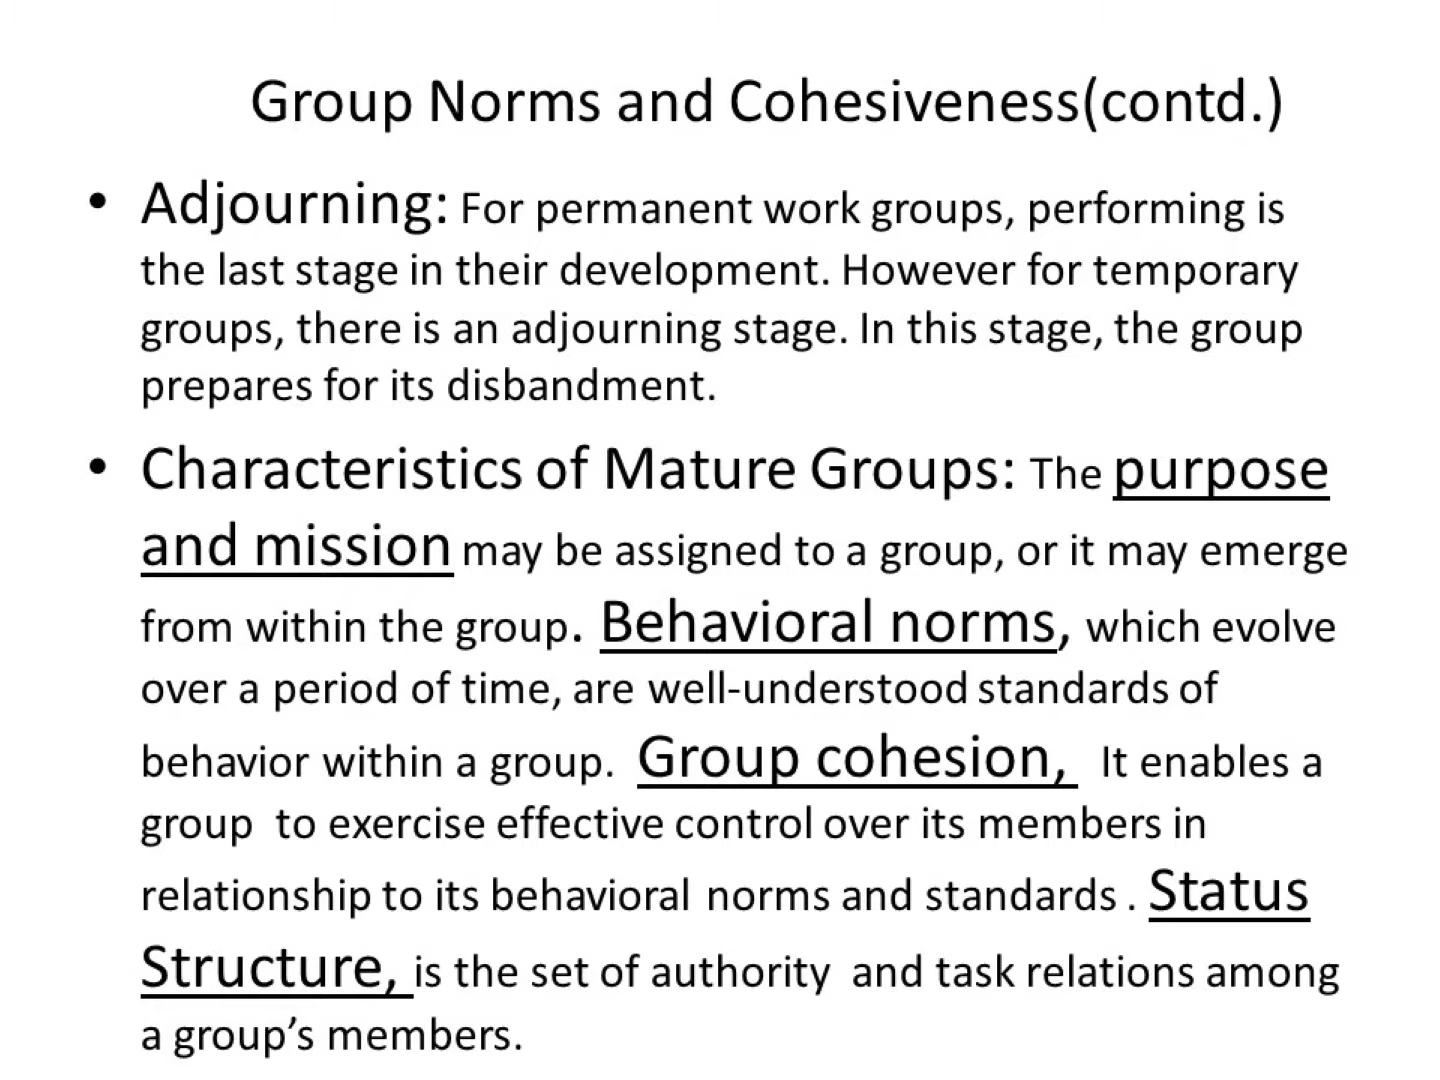 Group Norms and Cohesiveness(contd.)
• Adjourning: For permanent work groups, performing is
the last stage in their development. However for temporary
groups, there is an adjourning stage. In this stage, the group
prepares for its disbandment.
• Characteristics of Mature Groups: The purpose
and mission may be assigned to a group, or it may emerge
from within the group. Behavioral norms, which evolve
over a period of time, are well-understood standards of
behavior within a group. Group cohesion, It enables a
group to exercise effective control over its members in
relationship to its behavioral norms and standards . Status
Structure, is the set of authority and task relations among
a group’s members.